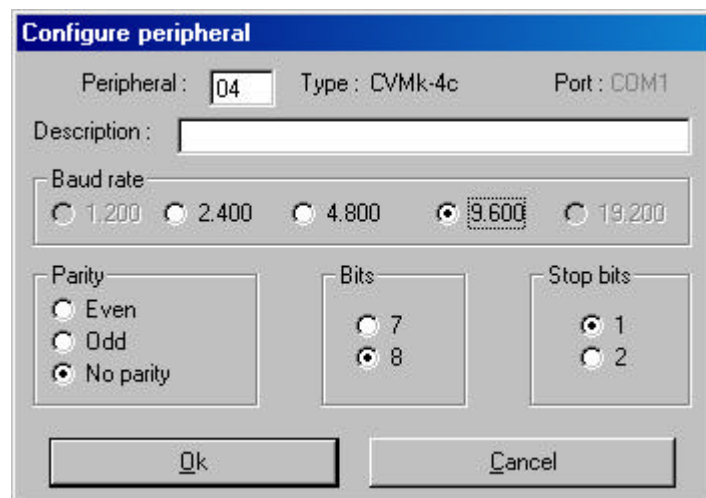 Configure peripheral
Peripheral : 04 Type : CVMk-4c Port : COM1
Description :
Baud rate
1.200 2.400 4.800 9.600 19.200
Parity Bits Stop bits
Even
Odd
No parity
7
8
1
2
Ok Cancel